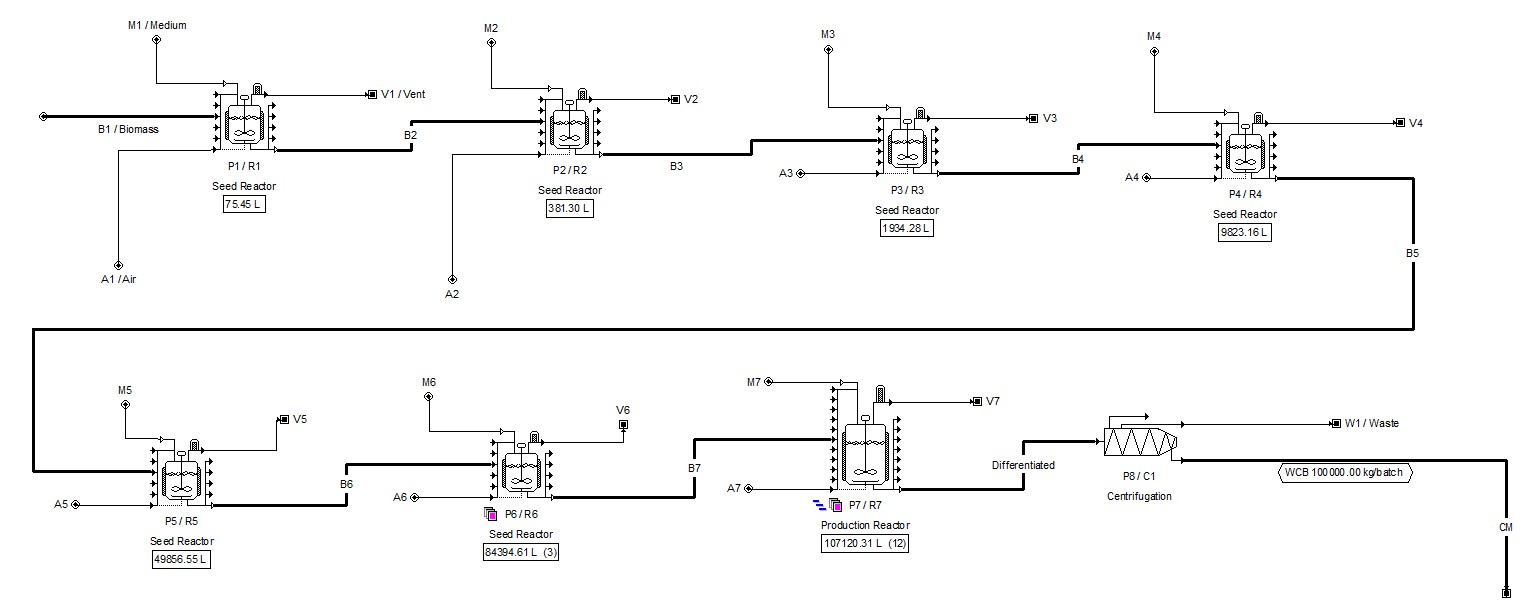 M1 / Medium
M2
M3
M4
V1 / Vent
V2
V3
V4
B1 / Biomass
B2
B3
B4
P1 / R1
Seed Reactor
75.45 L
P2 / R2
Seed Reactor
381.30 L
A3
P3 / R3
Seed Reactor
1934.28 L
A4
P4 / R4
Seed Reactor
9823.16 L
B5
A1 / Air
A2
M5
M6
M7
V5
V6
V7
W1 / Waste
A5
P5 / R5
Seed Reactor
49856.55 L
B6
A6
P6 / R6
Seed Reactor
84394.61 L (3)
B7
A7
P7 / R7
Production Reactor
107120.31 L (12)
Differentiated
P8 / C1
Centrifugation
WCB 100000.00 kg/batch
CM